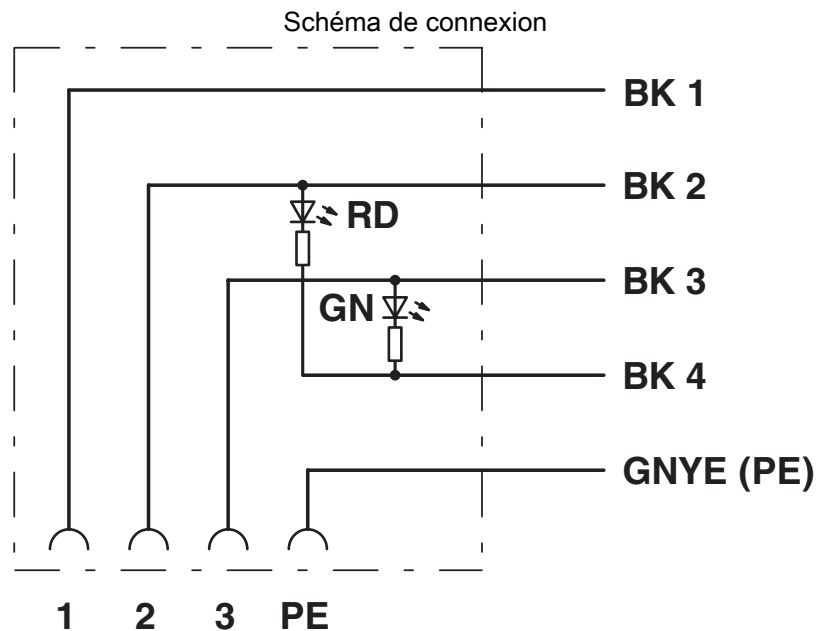 Schéma de connexion
BK 1
BK 2
RD
BK 3
GN
BK 4
GNYE (PE)
1 2 3 PE